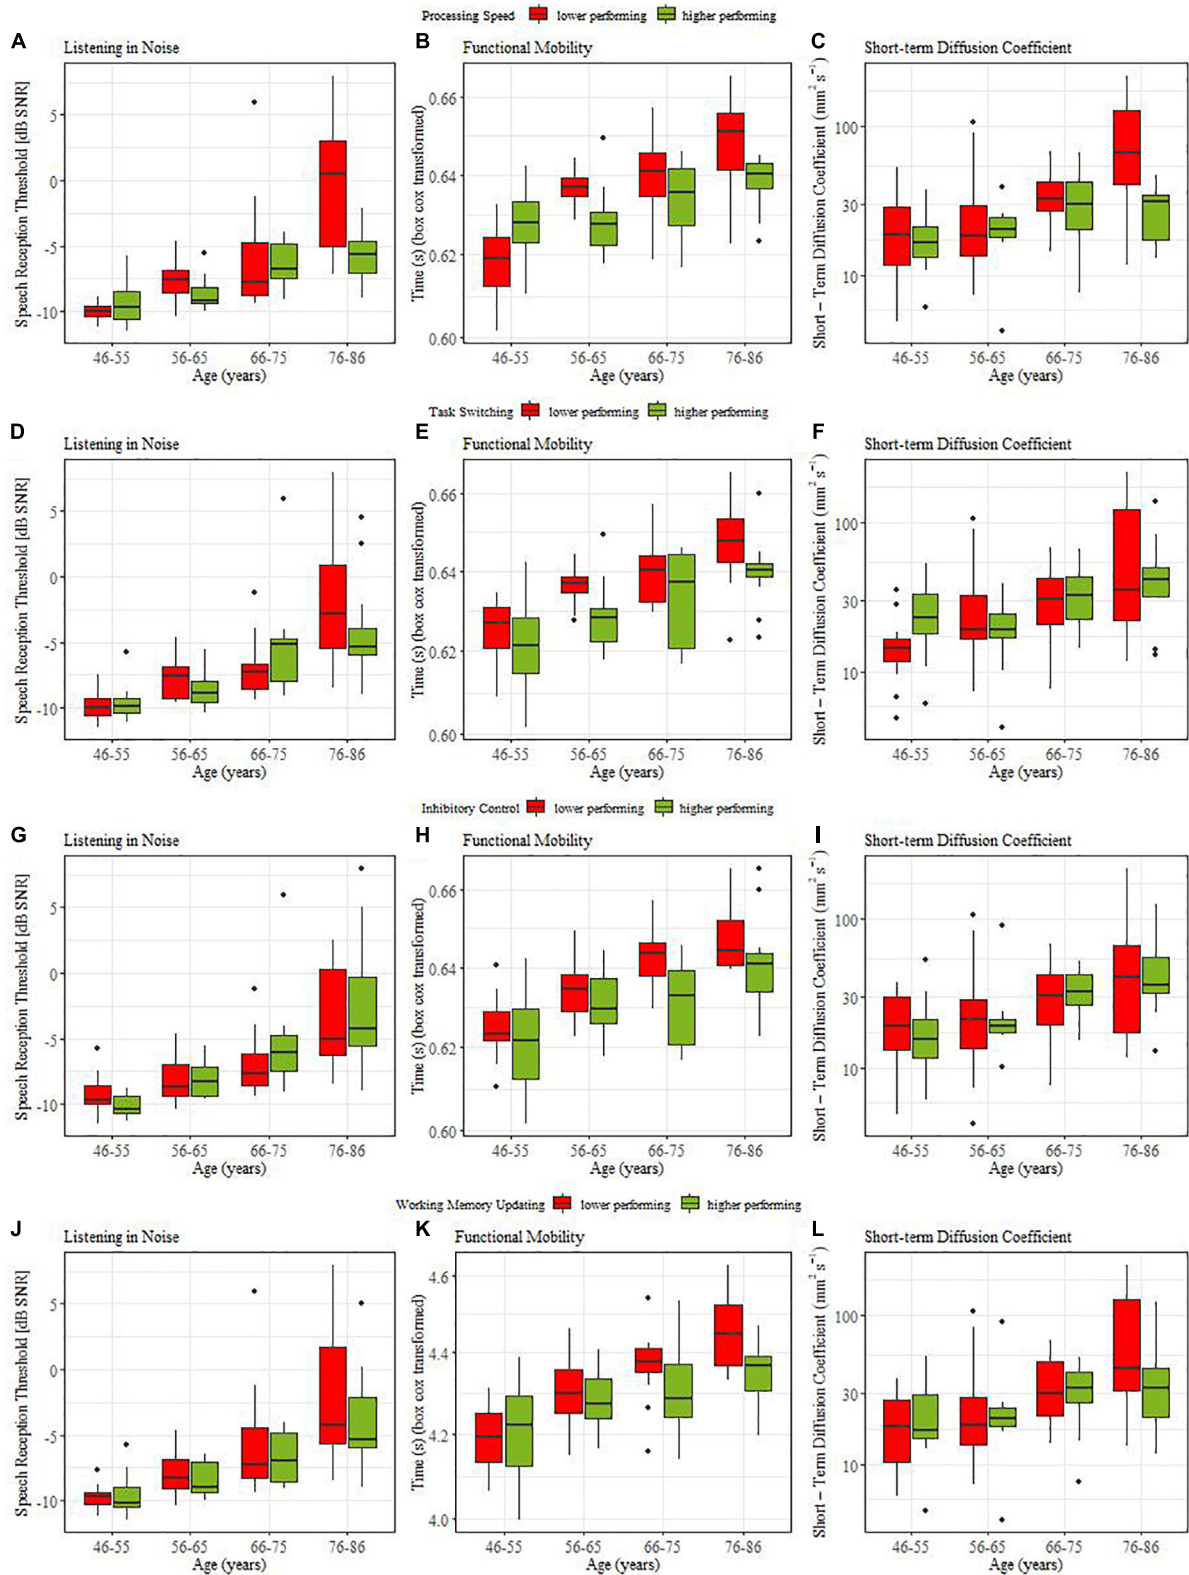 Processing Speed lower performing higher performing
A Listening in Noise
B Functional Mobility
C Short-term Diffusion Coefficient
Speech Reception Threshold [dB SNR]
5
0
-5
-10
46-55 56-65 66-75 76-86
Age (years)
Time (s) (box cox transformed)
0.66
0.64
0.62
0.60
46-55 56-65 66-75 76-86
Age (years)
Short – Term Diffusion Coefficient (mm² s⁻¹)
100
30
10
46-55 56-65 66-75 76-86
Age (years)
Task Switching lower performing higher performing
D Listening in Noise
E Functional Mobility
F Short-term Diffusion Coefficient
Speech Reception Threshold [dB SNR]
5
0
-5
-10
46-55 56-65 66-75 76-86
Age (years)
Time (s) (box cox transformed)
0.66
0.64
0.62
0.60
46-55 56-65 66-75 76-86
Age (years)
Short – Term Diffusion Coefficient (mm² s⁻¹)
100
30
10
46-55 56-65 66-75 76-86
Age (years)
Inhibitory Control lower performing higher performing
G Listening in Noise
H Functional Mobility
I Short-term Diffusion Coefficient
Speech Reception Threshold [dB SNR]
5
0
-5
-10
46-55 56-65 66-75 76-86
Age (years)
Time (s) (box cox transformed)
0.66
0.64
0.62
0.60
46-55 56-65 66-75 76-86
Age (years)
Short – Term Diffusion Coefficient (mm² s⁻¹)
100
30
10
46-55 56-65 66-75 76-86
Age (years)
Working Memory Updating lower performing higher performing
J Listening in Noise
K Functional Mobility
L Short-term Diffusion Coefficient
Speech Reception Threshold [dB SNR]
5
0
-5
-10
46-55 56-65 66-75 76-86
Age (years)
Time (s) (box cox transformed)
4.6
4.4
4.2
4.0
46-55 56-65 66-75 76-86
Age (years)
Short – Term Diffusion Coefficient (mm² s⁻¹)
100
30
10
46-55 56-65 66-75 76-86
Age (years)